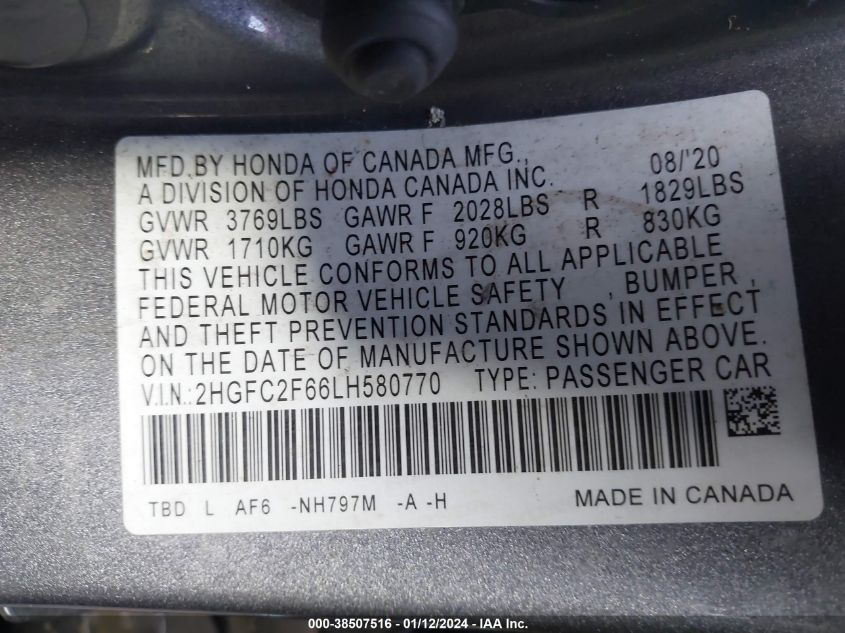 MFD.BY HONDA OF CANADA MFG., 08/'20
A DIVISION OF HONDA CANADA INC.
GVWR 3769LBS GAWR F 2028LBS R 1829LBS
GVWR 1710KG GAWR F 920KG R 830KG
THIS VEHICLE CONFORMS TO ALL APPLICABLE
FEDERAL MOTOR VEHICLE SAFETY , BUMPER ,
AND THEFT PREVENTION STANDARDS IN EFFECT
ON THE DATE OF MANUFACTURE SHOWN ABOVE.
V.I.N.:2HGFC2F66LH580770 TYPE: PASSENGER CAR
TBD L AF6 -NH797M -A -H MADE IN CANADA
000-38507516 - 01/12/2024 - IAA Inc.